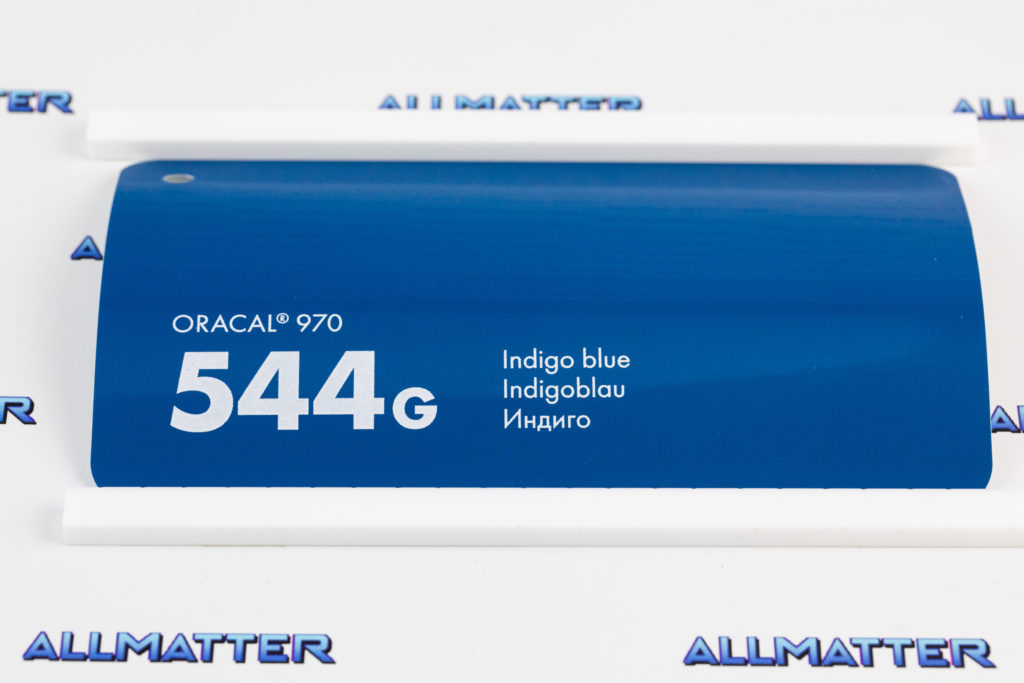 ALLMATTER
ORACAL® 970
544G
Indigo blue
Indigoblau
Индиго
ALLMATTER
ALLMATTER